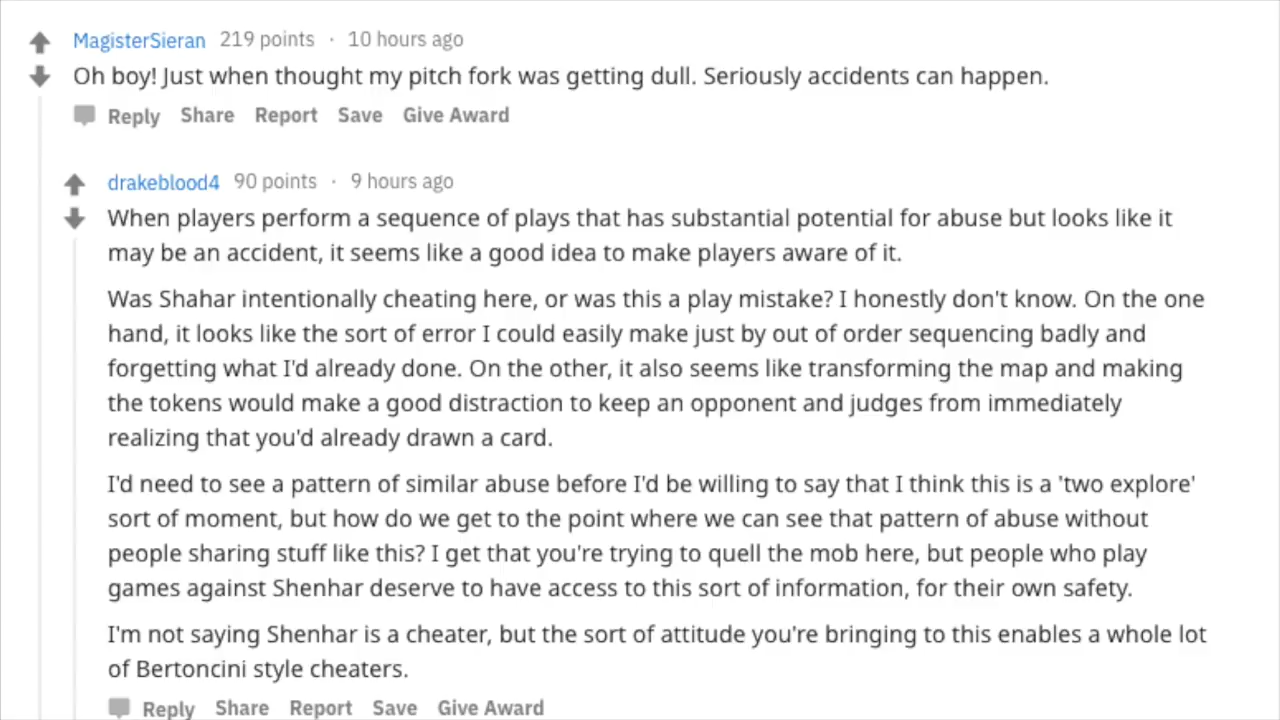 MagisterSieran 219 points · 10 hours ago
Oh boy! Just when thought my pitch fork was getting dull. Seriously accidents can happen.
Reply Share Report Save Give Award
drakeblood4 90 points · 9 hours ago
When players perform a sequence of plays that has substantial potential for abuse but looks like it
may be an accident, it seems like a good idea to make players aware of it.
Was Shahar intentionally cheating here, or was this a play mistake? I honestly don't know. On the one
hand, it looks like the sort of error I could easily make just by out of order sequencing badly and
forgetting what I'd already done. On the other, it also seems like transforming the map and making
the tokens would make a good distraction to keep an opponent and judges from immediately
realizing that you'd already drawn a card.
I'd need to see a pattern of similar abuse before I'd be willing to say that I think this is a 'two explore'
sort of moment, but how do we get to the point where we can see that pattern of abuse without
people sharing stuff like this? I get that you're trying to quell the mob here, but people who play
games against Shenhar deserve to have access to this sort of information, for their own safety.
I'm not saying Shenhar is a cheater, but the sort of attitude you're bringing to this enables a whole lot
of Bertoncini style cheaters.
Reply Share Report Save Give Award